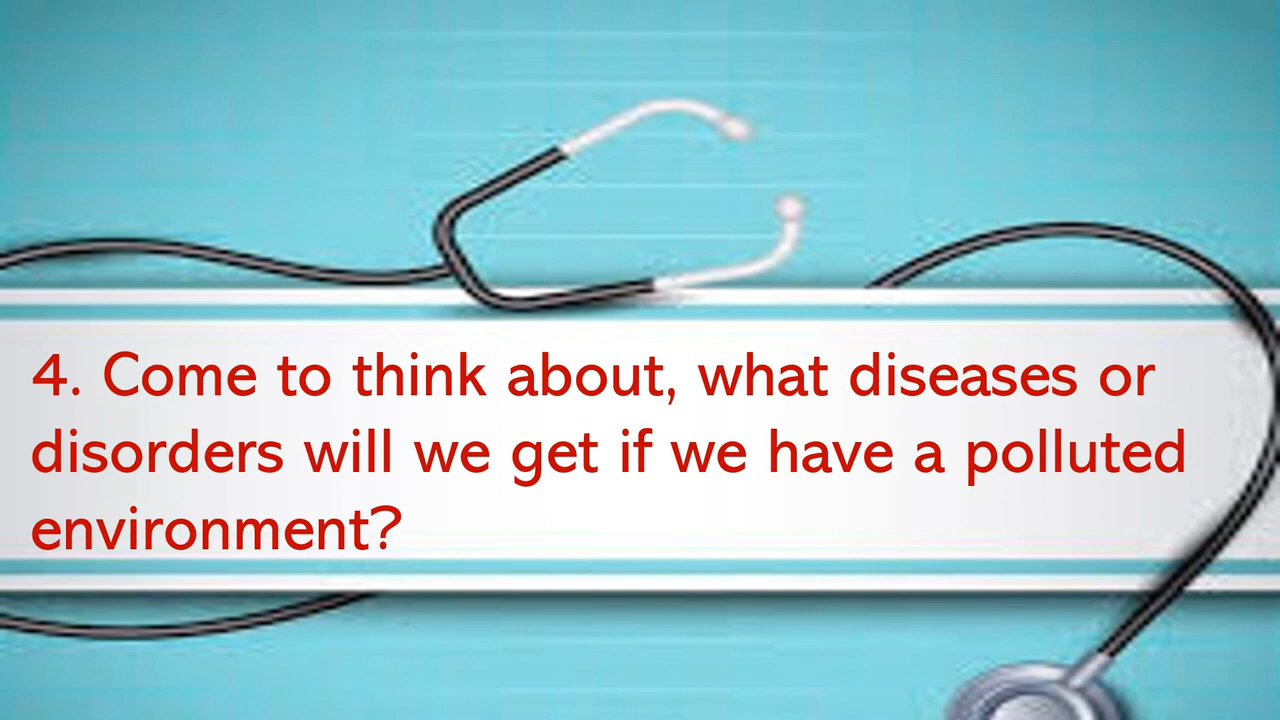 4. Come to think about, what diseases or
disorders will we get if we have a polluted
environment?